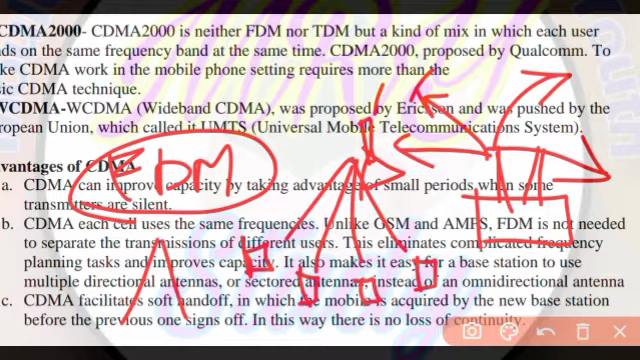 CDMA2000- CDMA2000 is neither FDM nor TDM but a kind of mix in which each user
nds on the same frequency band at the same time. CDMA2000, proposed by Qualcomm. To
ke CDMA work in the mobile phone setting requires more than the
sic CDMA technique.
WCDMA-WCDMA (Wideband CDMA), was proposed by Ericsson and was pushed by the
ropean Union, which called it UMTS (Universal Mobile Telecommunications System).
vantages of CDMA
FDM
a. CDMA can improve capacity by taking advantage of small periods when some
transmitters are silent.
b. CDMA each cell uses the same frequencies. Unlike GSM and AMPS, FDM is not needed
to separate the transmissions of different users. This eliminates complicated frequency
planning tasks and improves capacity. It also makes it easy for a base station to use
multiple directional antennas, or sectored antennas, instead of an omnidirectional antenna
c. CDMA facilitates soft handoff, in which the mobile is acquired by the new base station
before the previous one signs off. In this way there is no loss of continuity.